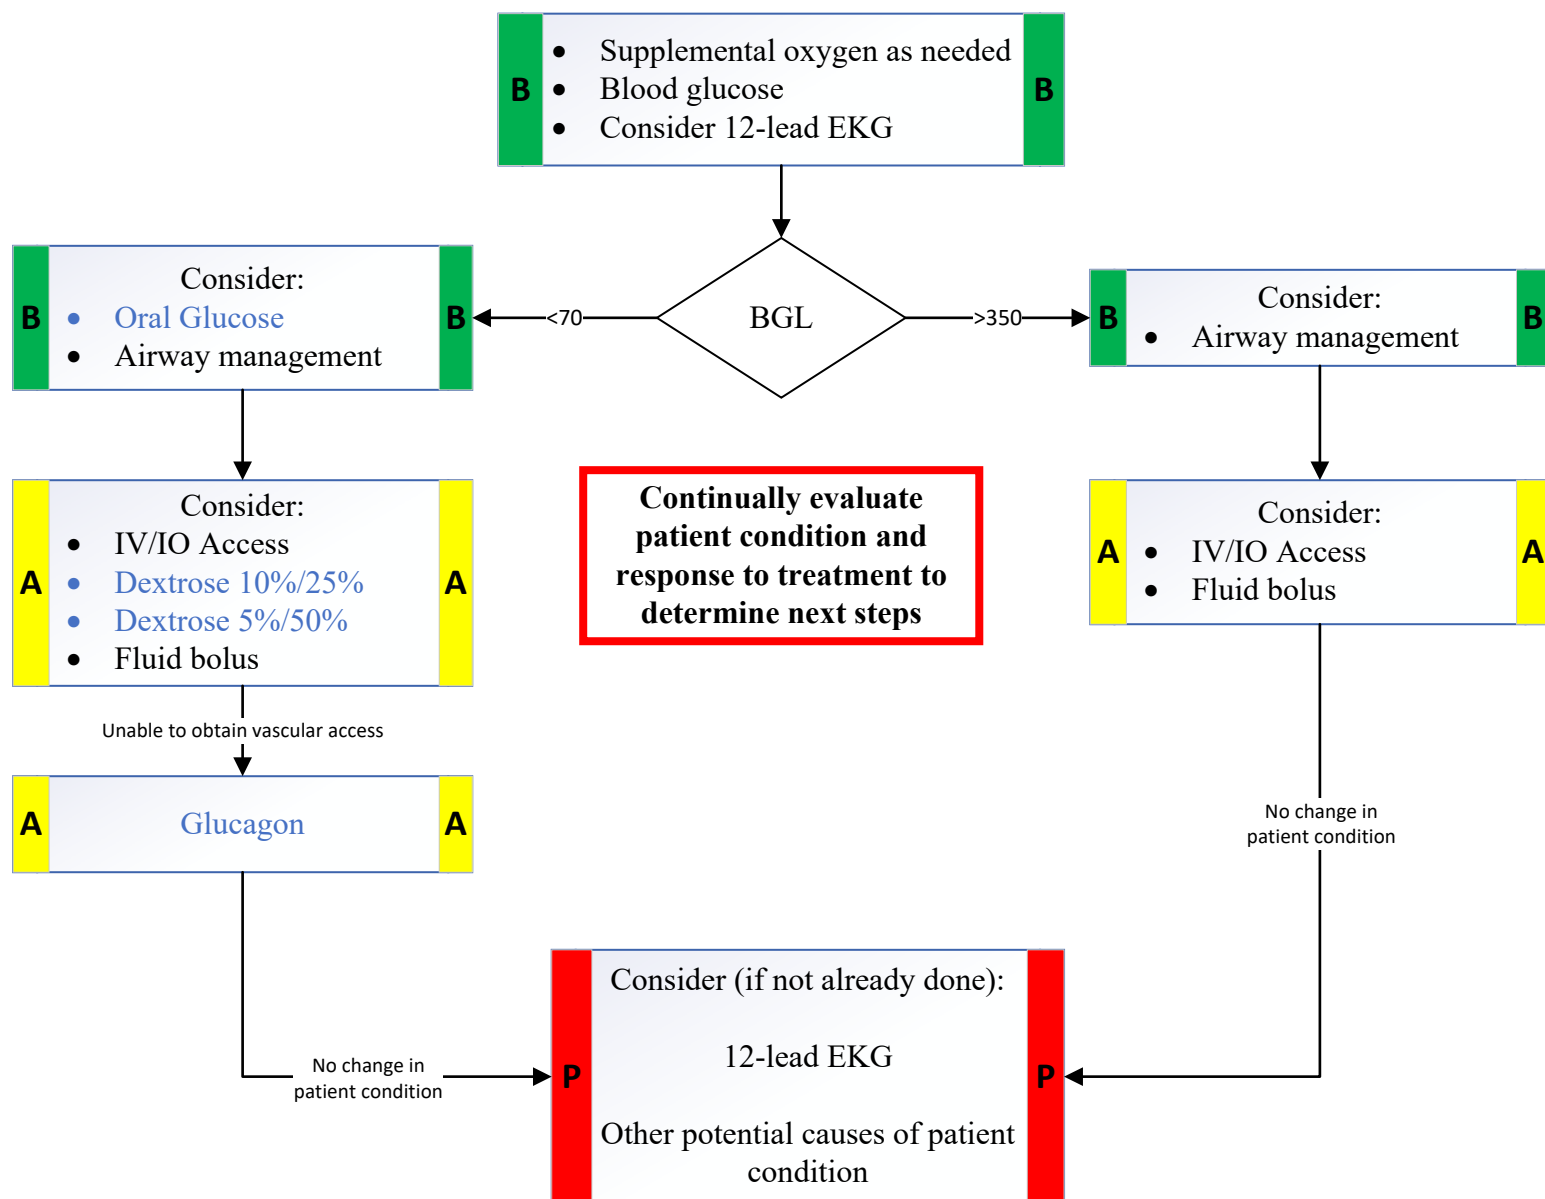 B
• Supplemental oxygen as needed
• Blood glucose
• Consider 12-lead EKG
B
BGL
<70
>350
B
Consider:
• Oral Glucose
• Airway management
B
B
Consider:
• Airway management
B
A
Consider:
• IV/IO Access
• Dextrose 10%/25%
• Dextrose 5%/50%
• Fluid bolus
A
Continually evaluate
patient condition and
response to treatment to
determine next steps
A
Consider:
• IV/IO Access
• Fluid bolus
A
Unable to obtain vascular access
A
Glucagon
A
No change in
patient condition
No change in
patient condition
P
Consider (if not already done):
12-lead EKG
Other potential causes of patient
condition
P